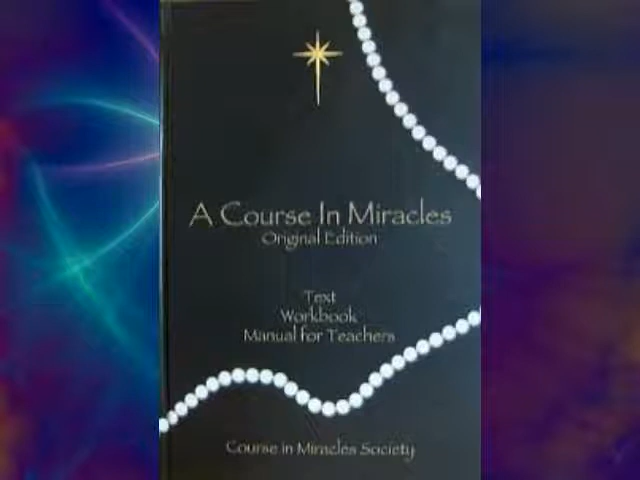 A Course In Miracles
Original Edition
Text
Workbook
Manual for Teachers
Course in Miracles Society